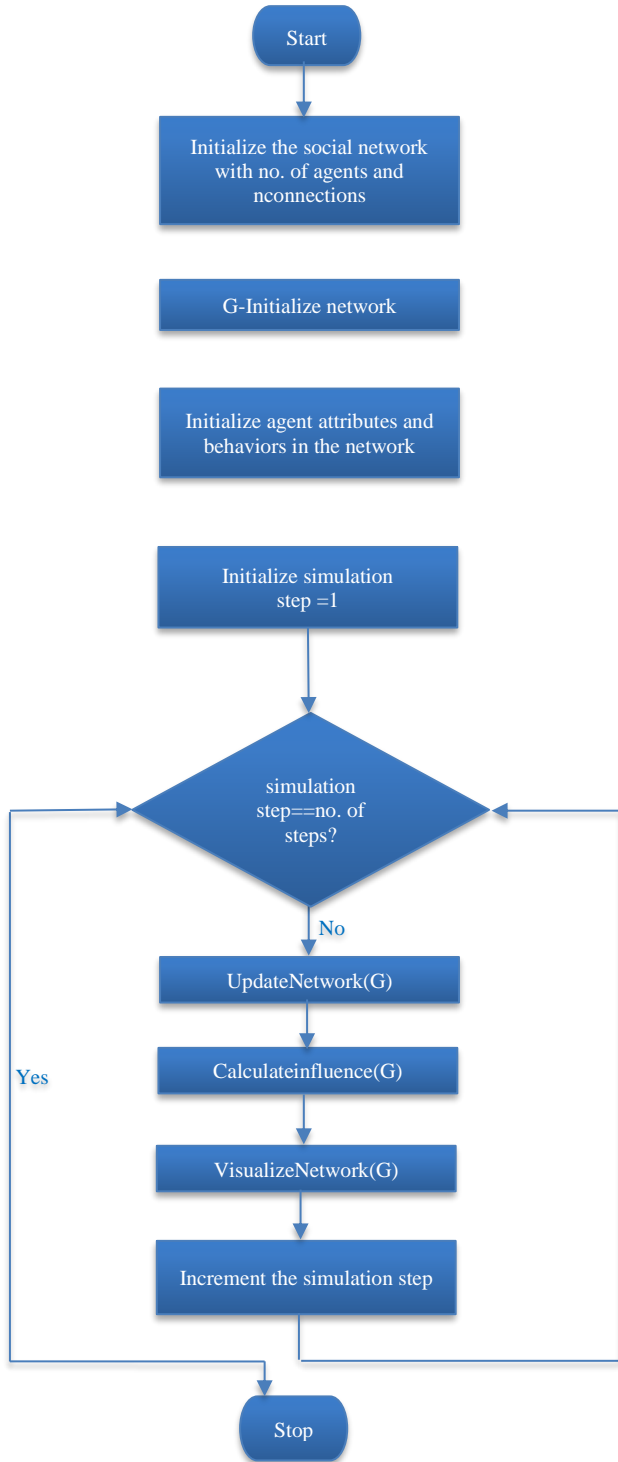 Start
Initialize the social network
with no. of agents and
nconnections
G-Initialize network
Initialize agent attributes and
behaviors in the network
Initialize simulation
step =1
simulation
step==no. of
steps?
No
UpdateNetwork(G)
Yes
Calculateinfluence(G)
VisualizeNetwork(G)
Increment the simulation step
Stop